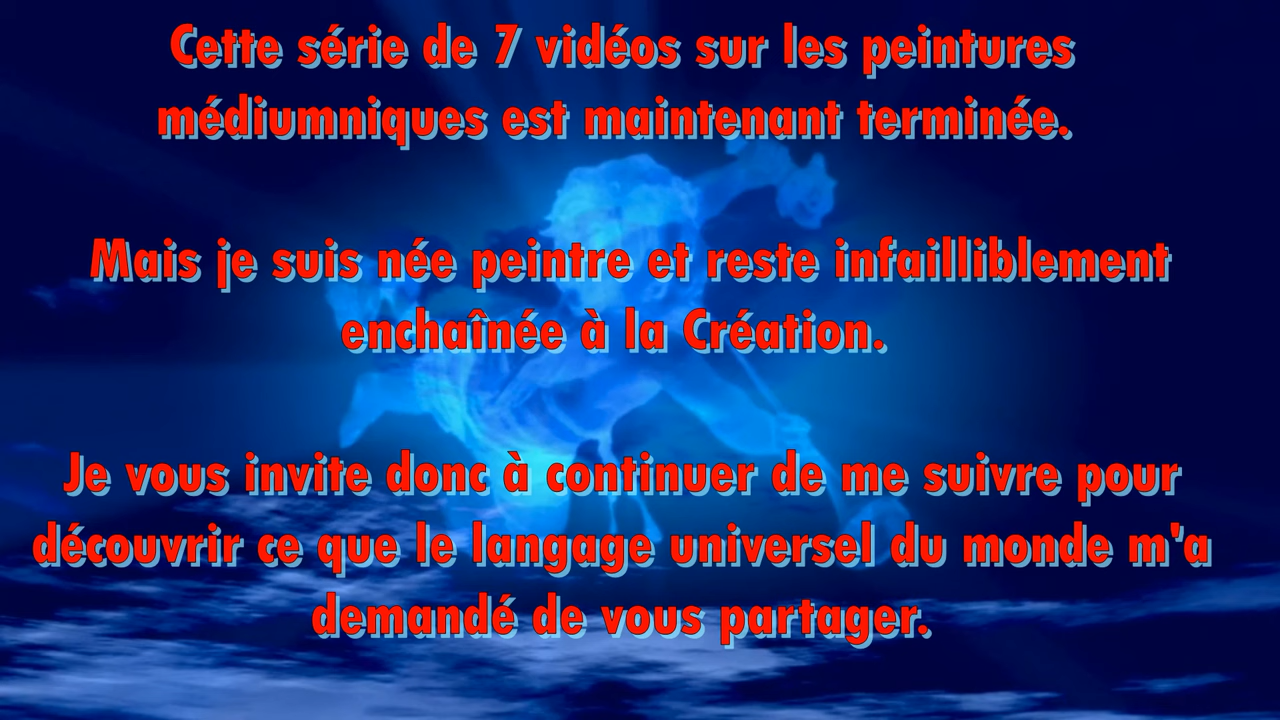 Cette série de 7 vidéos sur les peintures
médiumniques est maintenant terminée.
Mais je suis née peintre et reste infailliblement
enchaînée à la Création.
Je vous invite donc à continuer de me suivre pour
découvrir ce que le langage universel du monde m'a
demandé de vous partager.